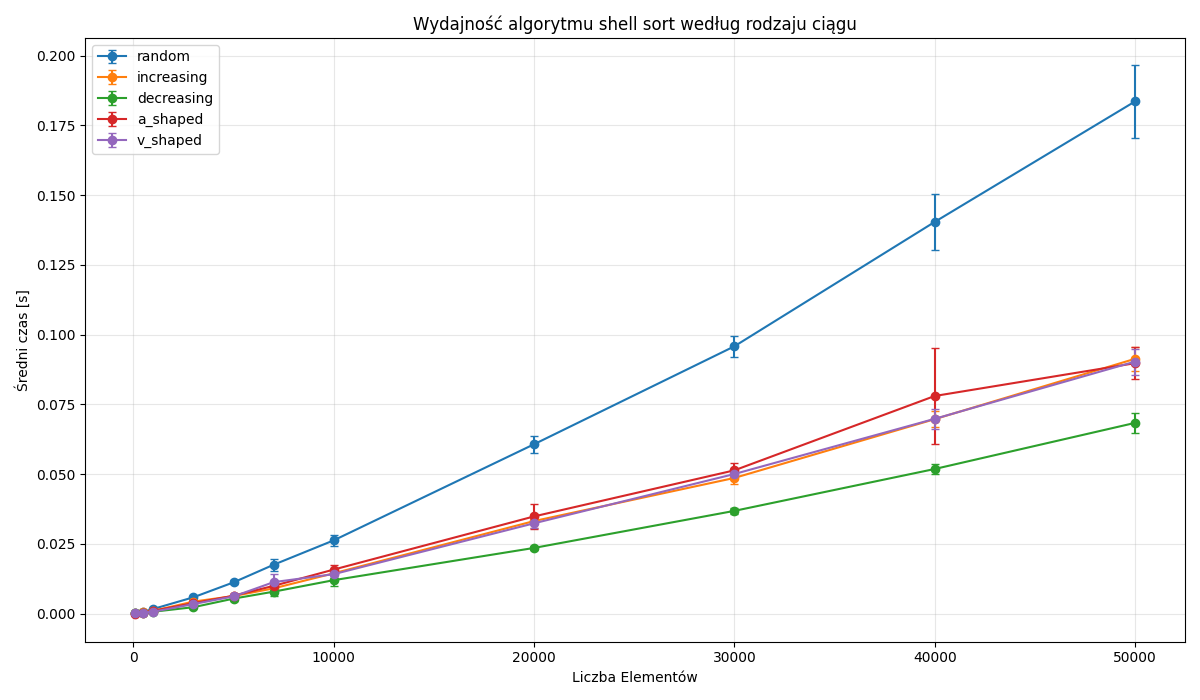 Wydajność algorytmu shell sort według rodzaju ciągu
random
increasing
decreasing
a_shaped
v_shaped
0.200
0.175
0.150
0.125
0.100
0.075
0.050
0.025
0.000
Średni czas [s]
0 10000 20000 30000 40000 50000
Liczba Elementów